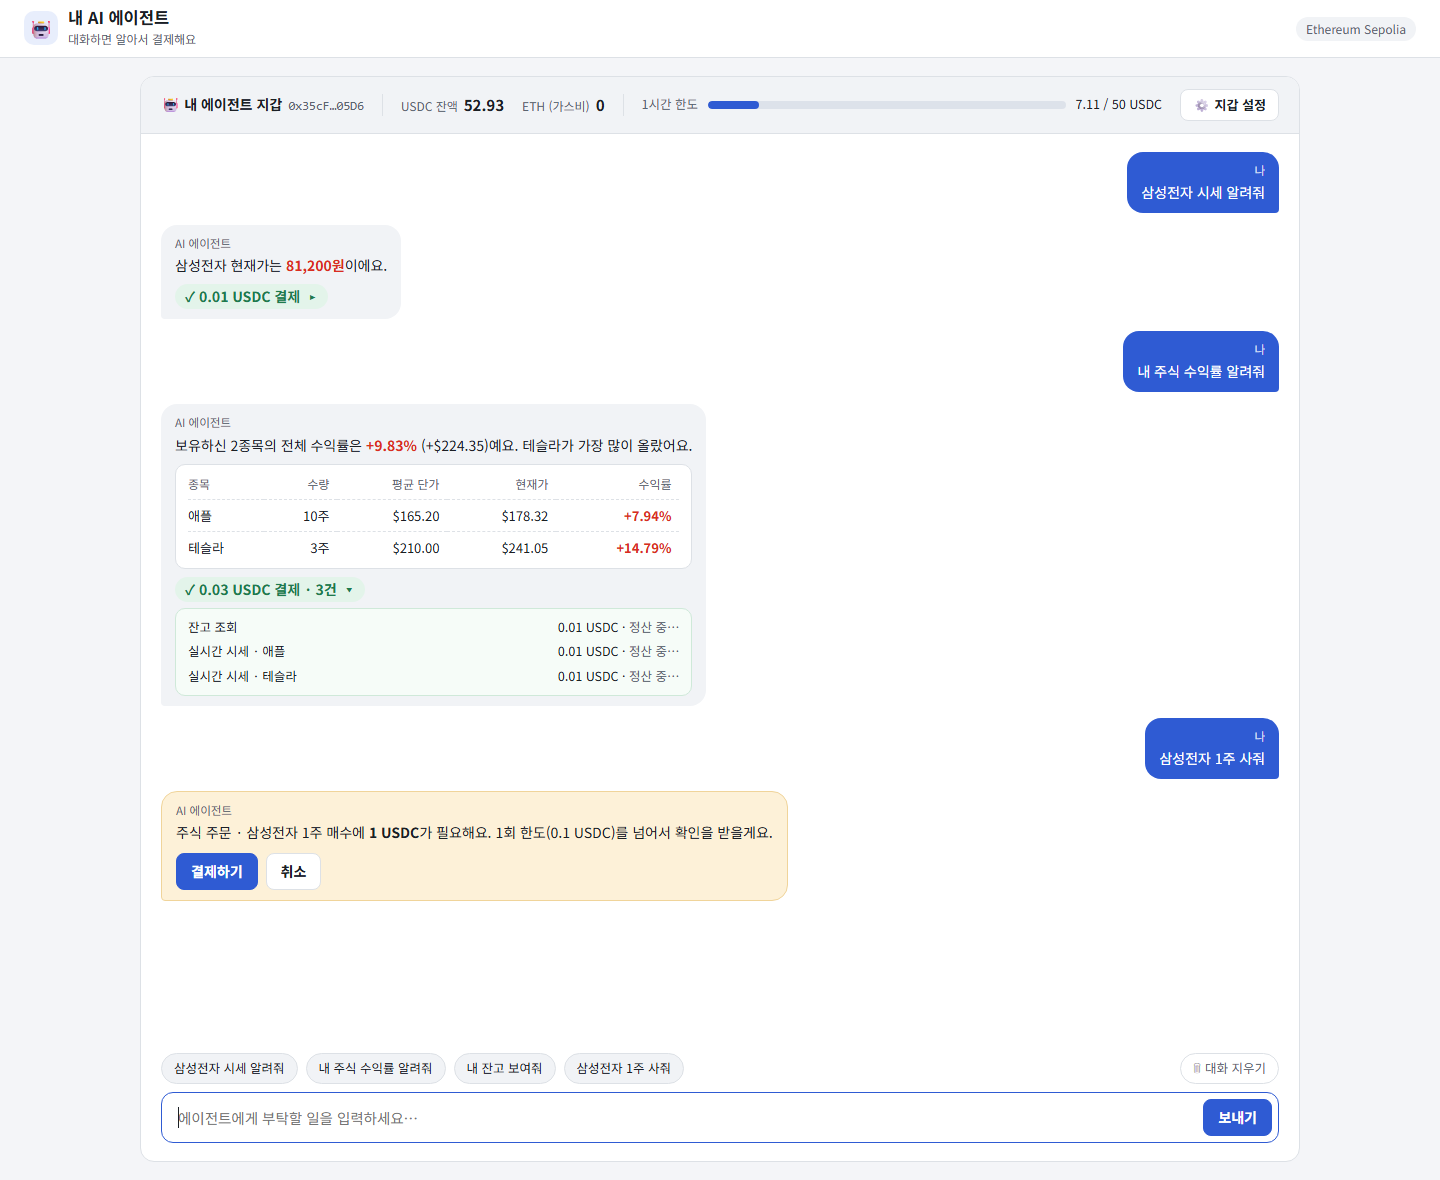 내 AI 에이전트
대화하면 알아서 결제해요
Ethereum Sepolia
내 에이전트 지갑 0x35cF…05D6
USDC 잔액 52.93
ETH (가스비) 0
1시간 한도
7.11 / 50 USDC
지갑 설정
나
삼성전자 시세 알려줘
AI 에이전트
삼성전자 현재가는 81,200원이에요.
✓ 0.01 USDC 결제 ▸
나
내 주식 수익률 알려줘
AI 에이전트
보유하신 2종목의 전체 수익률은 +9.83% (+$224.35)예요. 테슬라가 가장 많이 올랐어요.
종목 수량 평균 단가 현재가 수익률
애플 10주 $165.20 $178.32 +7.94%
테슬라 3주 $210.00 $241.05 +14.79%
✓ 0.03 USDC 결제 · 3건 ▾
잔고 조회 0.01 USDC · 정산 중…
실시간 시세 · 애플 0.01 USDC · 정산 중…
실시간 시세 · 테슬라 0.01 USDC · 정산 중…
나
삼성전자 1주 사줘
AI 에이전트
주식 주문 · 삼성전자 1주 매수에 1 USDC가 필요해요. 1회 한도(0.1 USDC)를 넘어서 확인을 받을게요.
결제하기 취소
삼성전자 시세 알려줘 내 주식 수익률 알려줘 내 잔고 보여줘 삼성전자 1주 사줘 대화 지우기
에이전트에게 부탁할 일을 입력하세요…
보내기